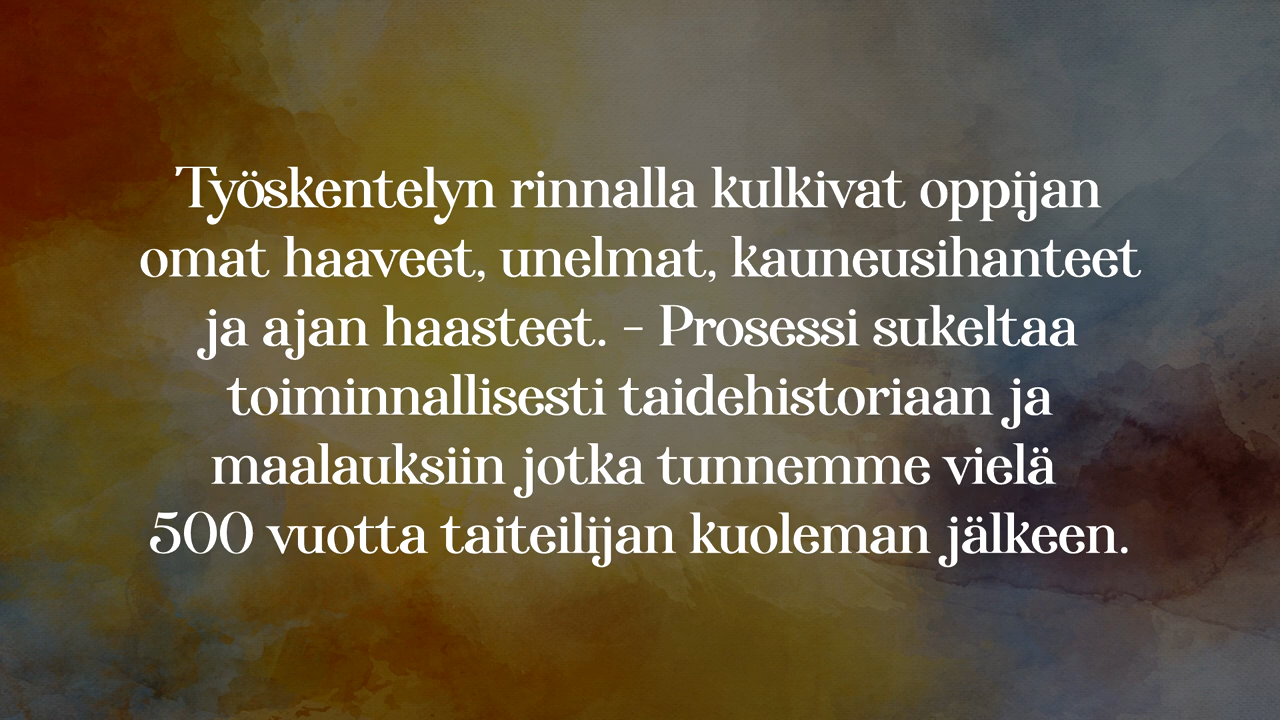 Työskentelyn rinnalla kulkivat oppijan
omat haaveet, unelmat, kauneusihanteet
ja ajan haasteet. - Prosessi sukeltaa
toiminnallisesti taidehistoriaan ja
maalauksiin jotka tunnemme vielä
500 vuotta taiteilijan kuoleman jälkeen.